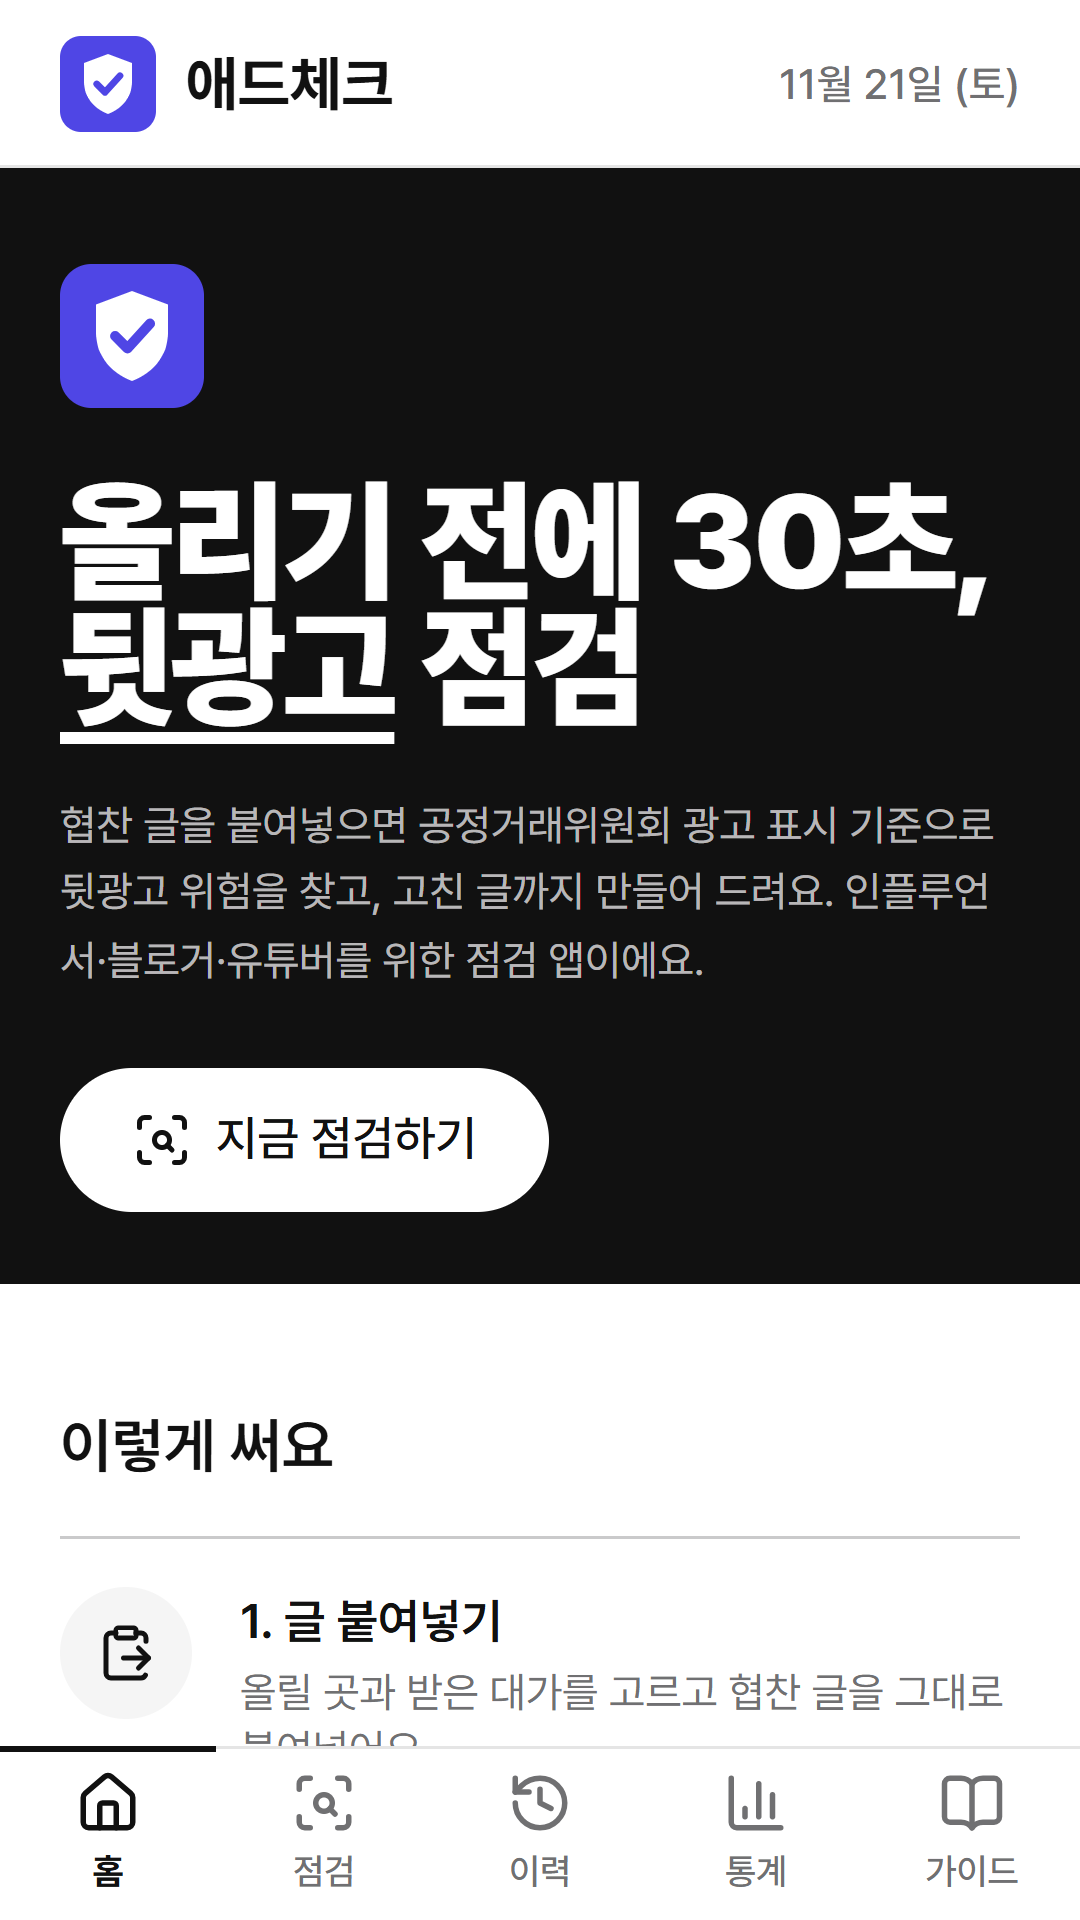 애드체크
11월 21일 (토)
올리기 전에 30초,
뒷광고 점검
협찬 글을 붙여넣으면 공정거래위원회 광고 표시 기준으로
뒷광고 위험을 찾고, 고친 글까지 만들어 드려요. 인플루언
서·블로거·유튜버를 위한 점검 앱이에요.
지금 점검하기
이렇게 써요
1. 글 붙여넣기
올릴 곳과 받은 대가를 고르고 협찬 글을 그대로
홈
점검
이력
통계
가이드